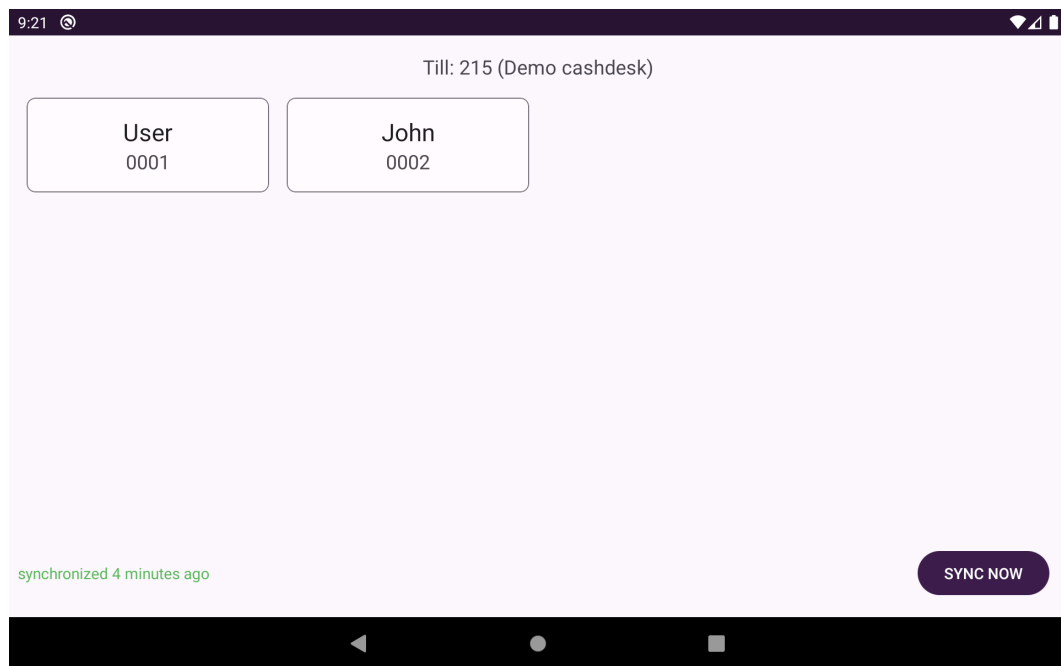 9:21
Till: 215 (Demo cashdesk)
User
0001
John
0002
synchronized 4 minutes ago
SYNC NOW